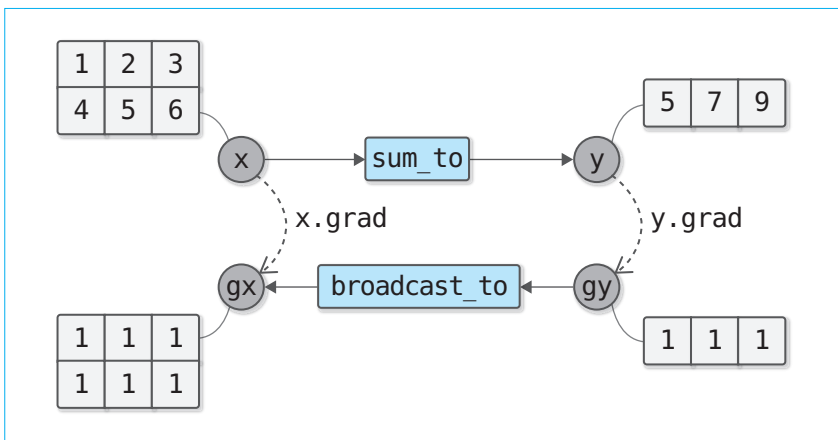 1 2 3
4 5 6
5 7 9
x
sum_to
y
x.grad
y.grad
gx
broadcast_to
gy
1 1 1
1 1 1
1 1 1